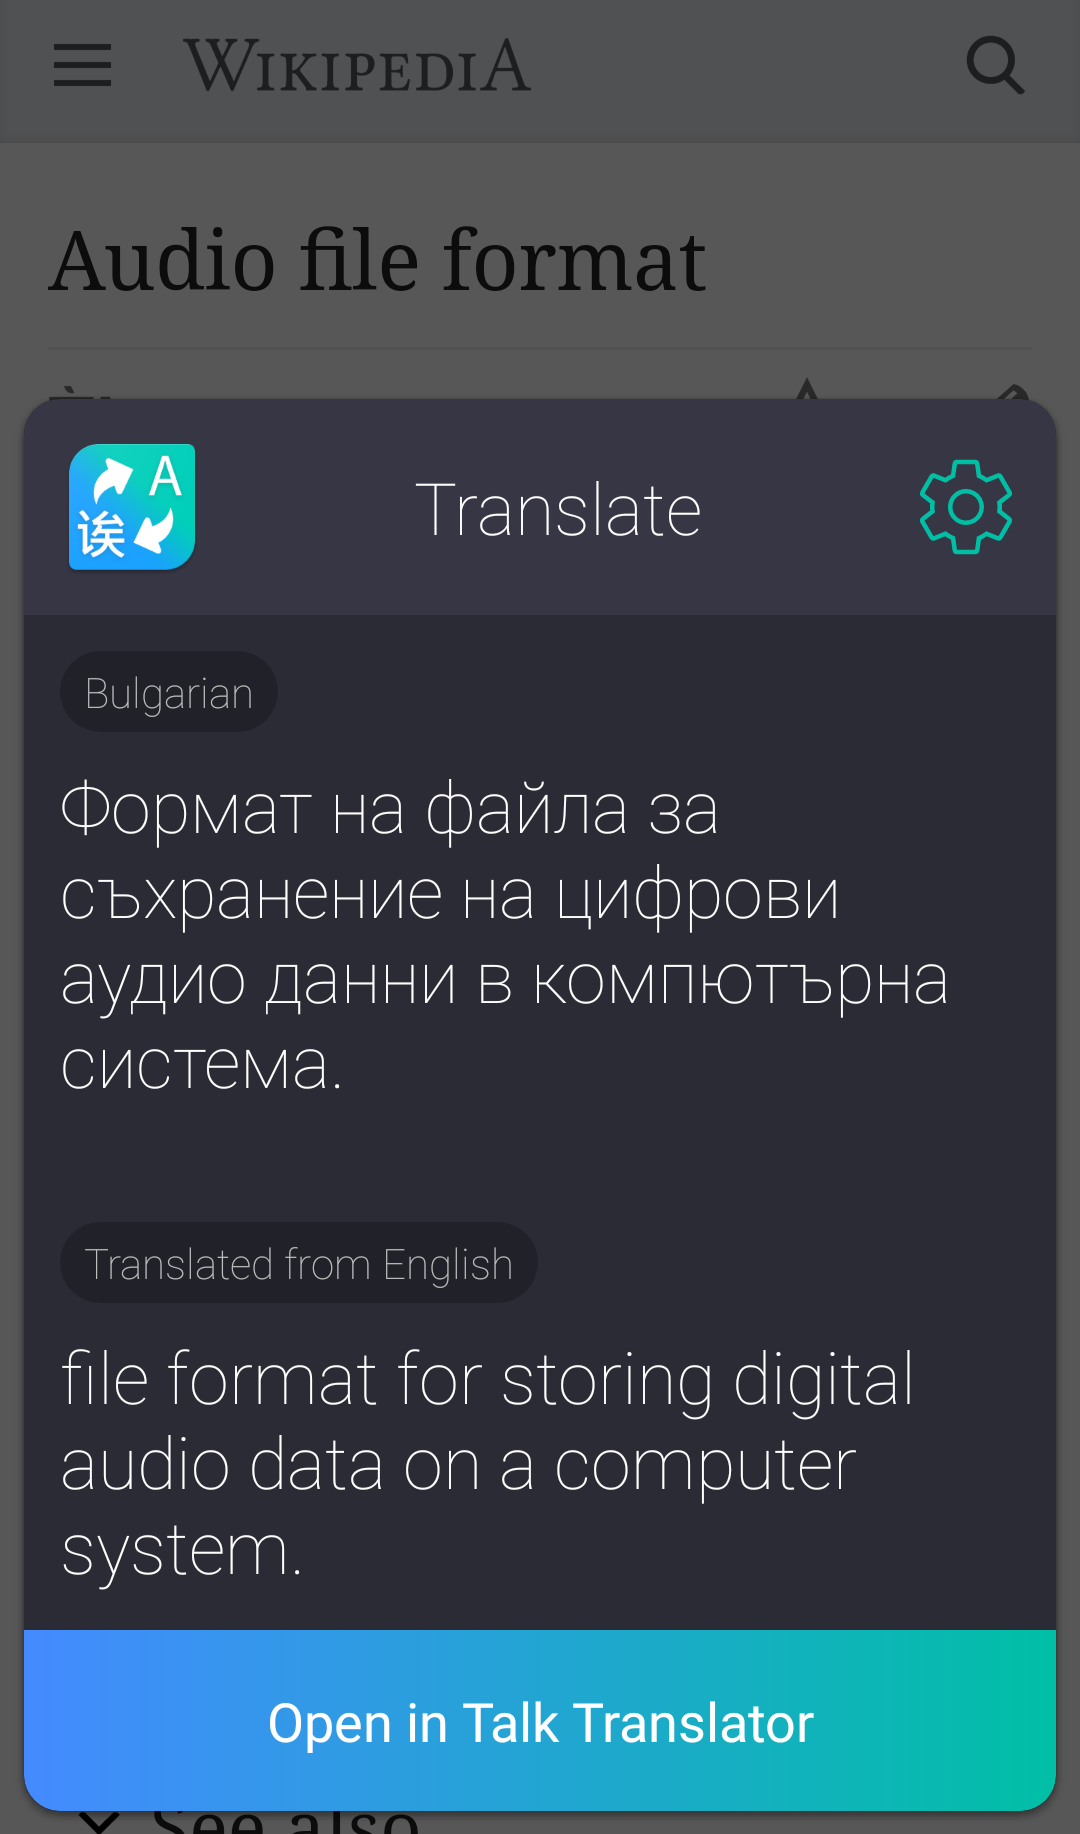 WIKIPEDIA
Audio file format
A
诶
Translate
Bulgarian
Формат на файла за
съхранение на цифрови
аудио данни в компютърна
система.
Translated from English
file format for storing digital
audio data on a computer
system.
Open in Talk Translator
See also